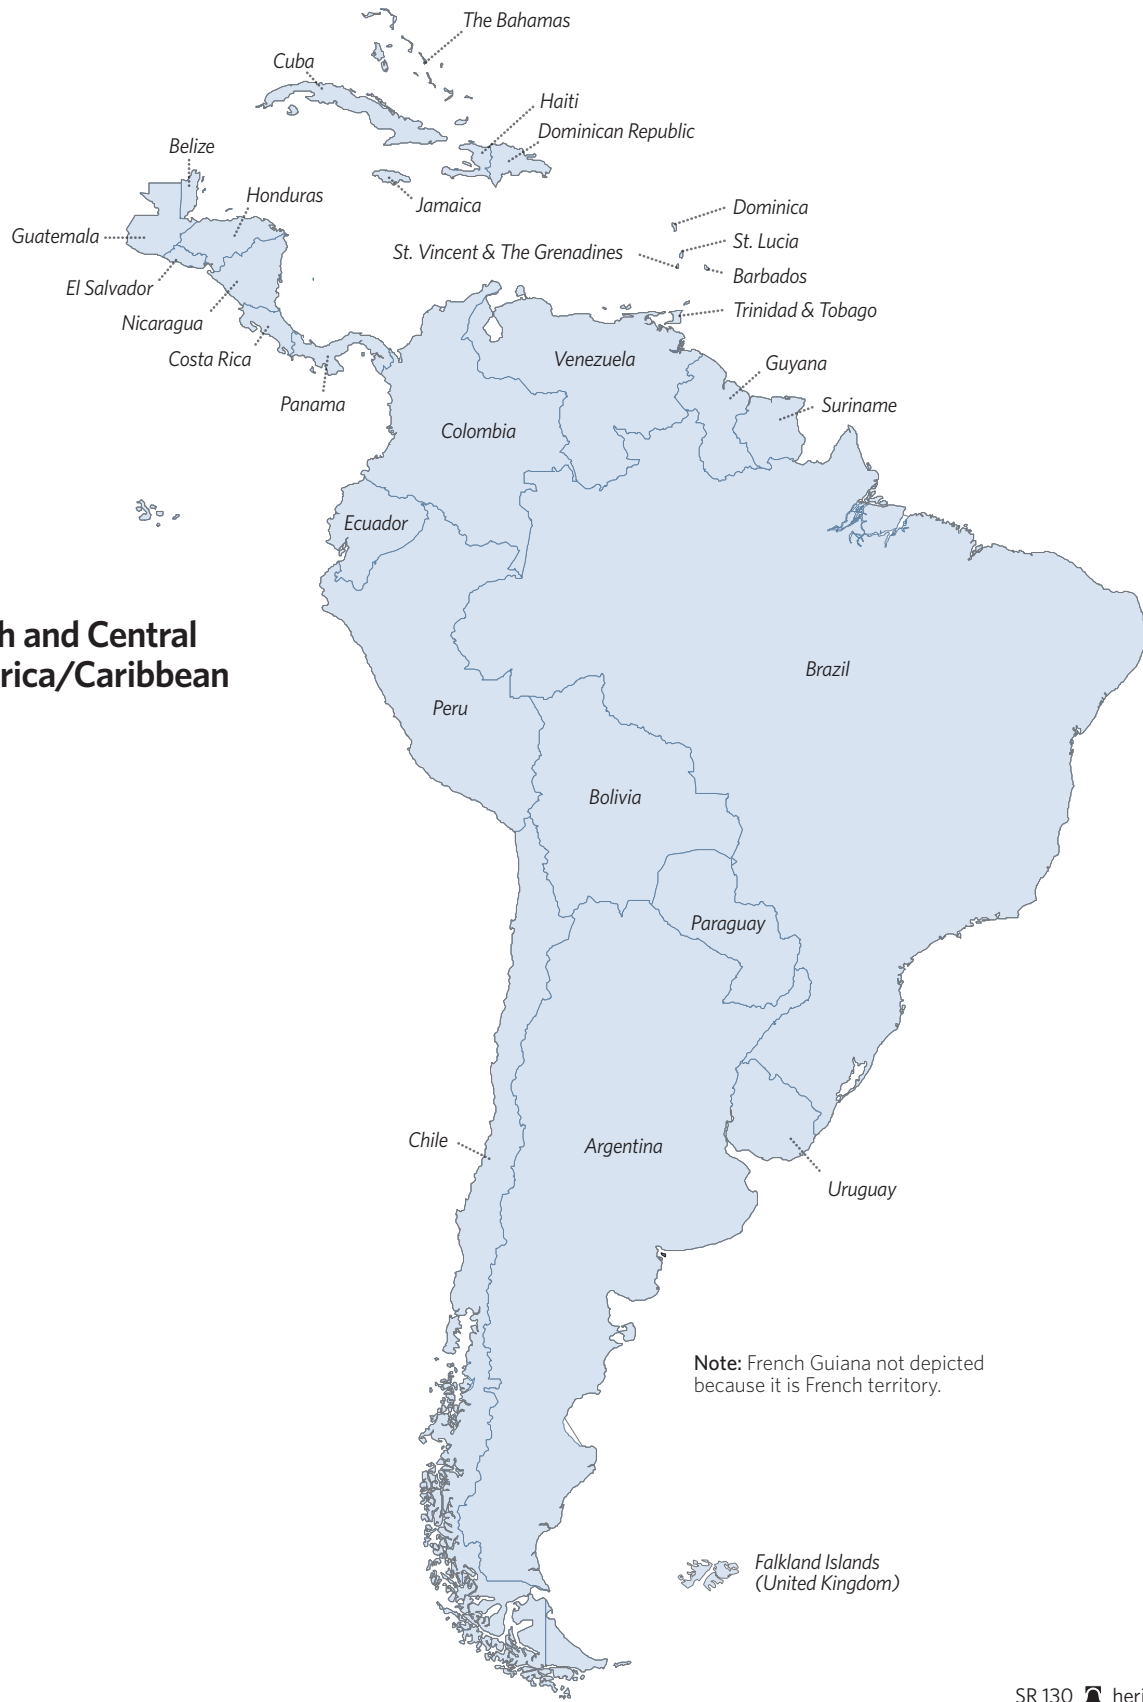 The Bahamas
Cuba
Haiti
Dominican Republic
Belize
Honduras
Jamaica
Guatemala
Dominica
St. Lucia
St. Vincent & The Grenadines
Barbados
El Salvador
Trinidad & Tobago
Nicaragua
Costa Rica
Venezuela
Guyana
Panama
Suriname
Colombia
Ecuador
h and Central
rica/Caribbean
Brazil
Peru
Bolivia
Paraguay
Chile
Argentina
Uruguay
Note: French Guiana not depicted
because it is French territory.
Falkland Islands
(United Kingdom)
SR 130 heri